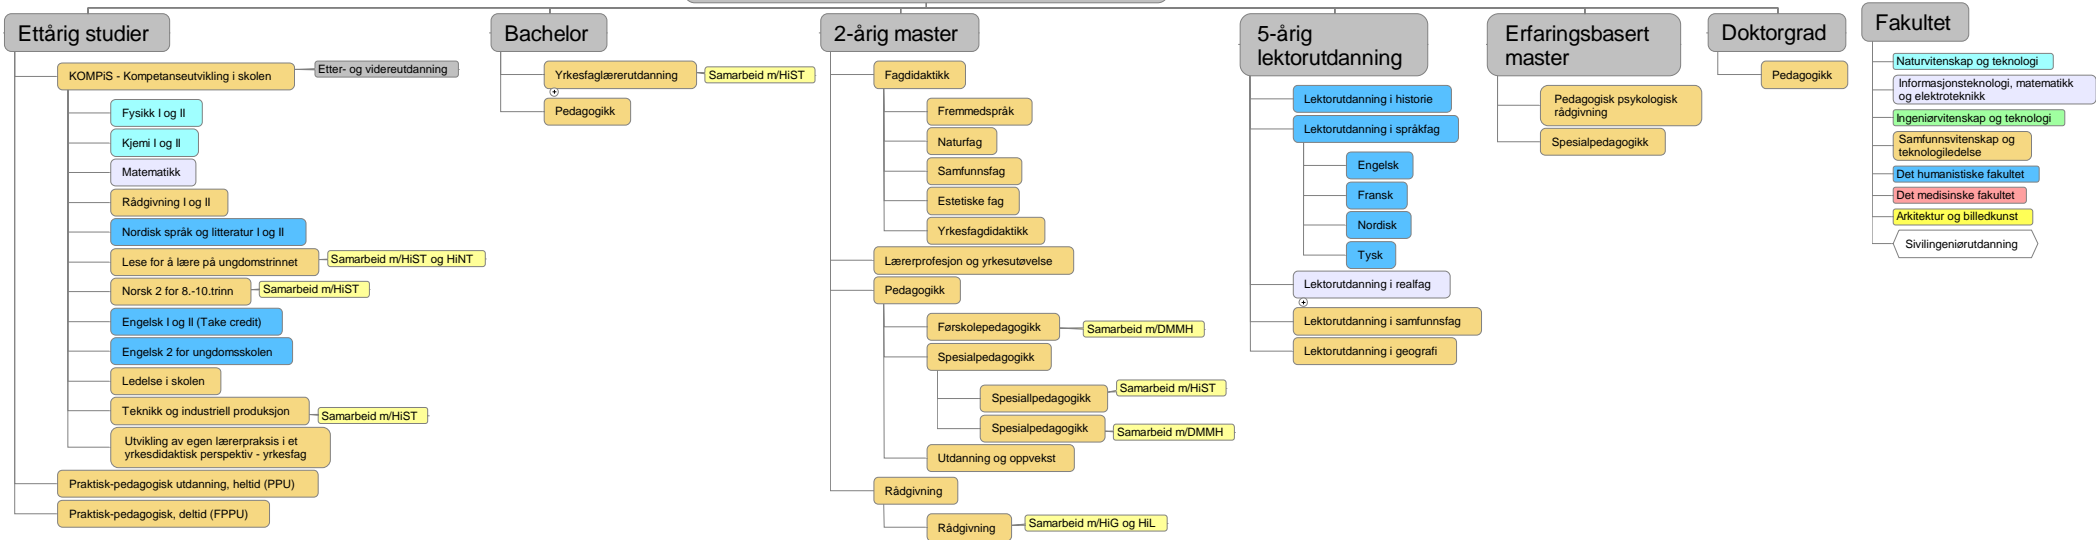 Ettårig studier
KOMPiS - Kompetanseutvikling i skolen
Etter- og videreutdanning
Fysikk I og II
Kjemi I og II
Matematikk
Rådgivning I og II
Nordisk språk og litteratur I og II
Lese for å lære på ungdomstrinnet
Samarbeid m/HiST og HiNT
Norsk 2 for 8.-10.trinn
Samarbeid m/HiST
Engelsk I og II (Take credit)
Engelsk 2 for ungdomsskolen
Ledelse i skolen
Teknikk og industriell produksjon
Samarbeid m/HiST
Utvikling av egen lærerpraksis i et
yrkesdidaktisk perspektiv - yrkesfag
Praktisk-pedagogisk utdanning, heltid (PPU)
Praktisk-pedagogisk, deltid (FPPU)
Bachelor
Yrkesfaglærerutdanning
Samarbeid m/HiST
Pedagogikk
2-årig master
Fagdidaktikk
Fremmedspråk
Naturfag
Samfunnsfag
Estetiske fag
Yrkesfagdidaktikk
Lærerprofesjon og yrkesutøvelse
Pedagogikk
Førskolepedagogikk
Samarbeid m/DMMH
Spesialpedagogikk
Spesiallpedagogikk
Samarbeid m/HiST
Spesialpedagogikk
Samarbeid m/DMMH
Utdanning og oppvekst
Rådgivning
Rådgivning
Samarbeid m/HiG og HiL
5-årig
lektorutdanning
Lektorutdanning i historie
Lektorutdanning i språkfag
Engelsk
Fransk
Nordisk
Tysk
Lektorutdanning i realfag
Lektorutdanning i samfunnsfag
Lektorutdanning i geografi
Erfaringsbasert
master
Pedagogisk psykologisk
rådgivning
Spesialpedagogikk
Doktorgrad
Pedagogikk
Fakultet
Naturvitenskap og teknologi
Informasjonsteknologi, matematikk
og elektroteknikk
Ingeniørvitenskap og teknologi
Samfunnsvitenskap og
teknologiledelse
Det humanistiske fakultet
Det medisinske fakultet
Arkitektur og billedkunst
Sivilingeniørutdanning